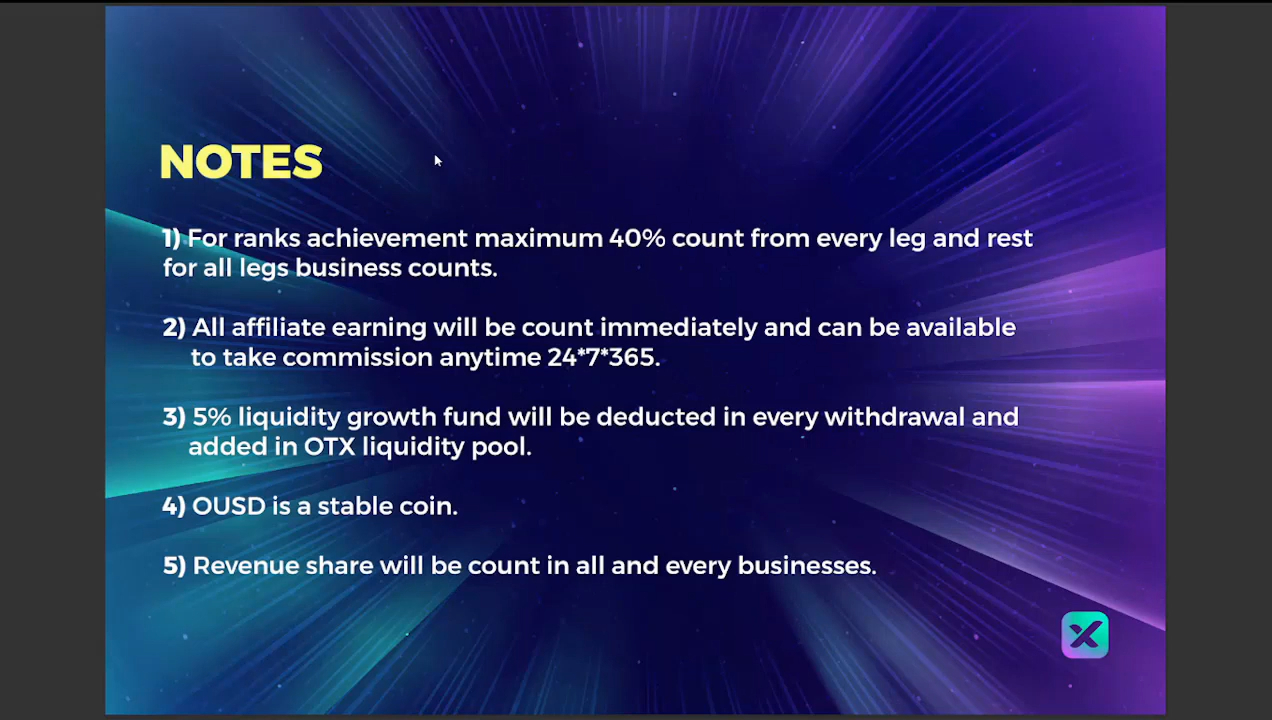 NOTES
1) For ranks achievement maximum 40% count from every leg and rest
for all legs business counts.
2) All affiliate earning will be count immediately and can be available
to take commission anytime 24*7*365.
3) 5% liquidity growth fund will be deducted in every withdrawal and
added in OTX liquidity pool.
4) OUSD is a stable coin.
5) Revenue share will be count in all and every businesses.